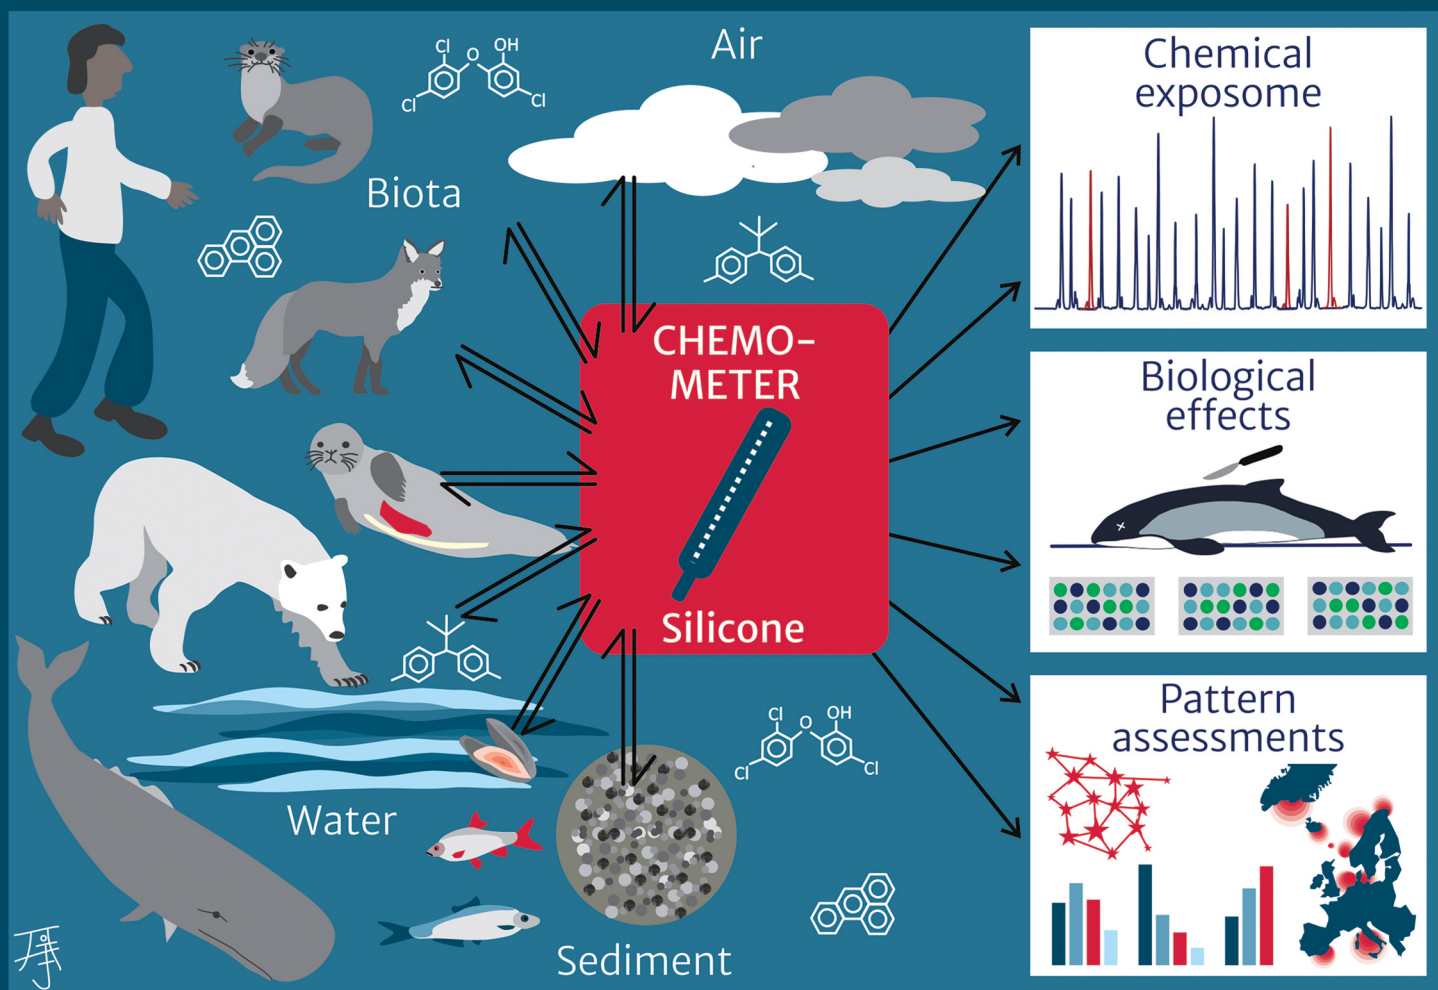 Air
Cl
OH
O
Cl
Cl
Biota
CHEMO-
METER
Silicone
Water
Sediment
Cl
OH
O
Cl
Cl
Chemical
exposome
Biological
effects
Pattern
assessments